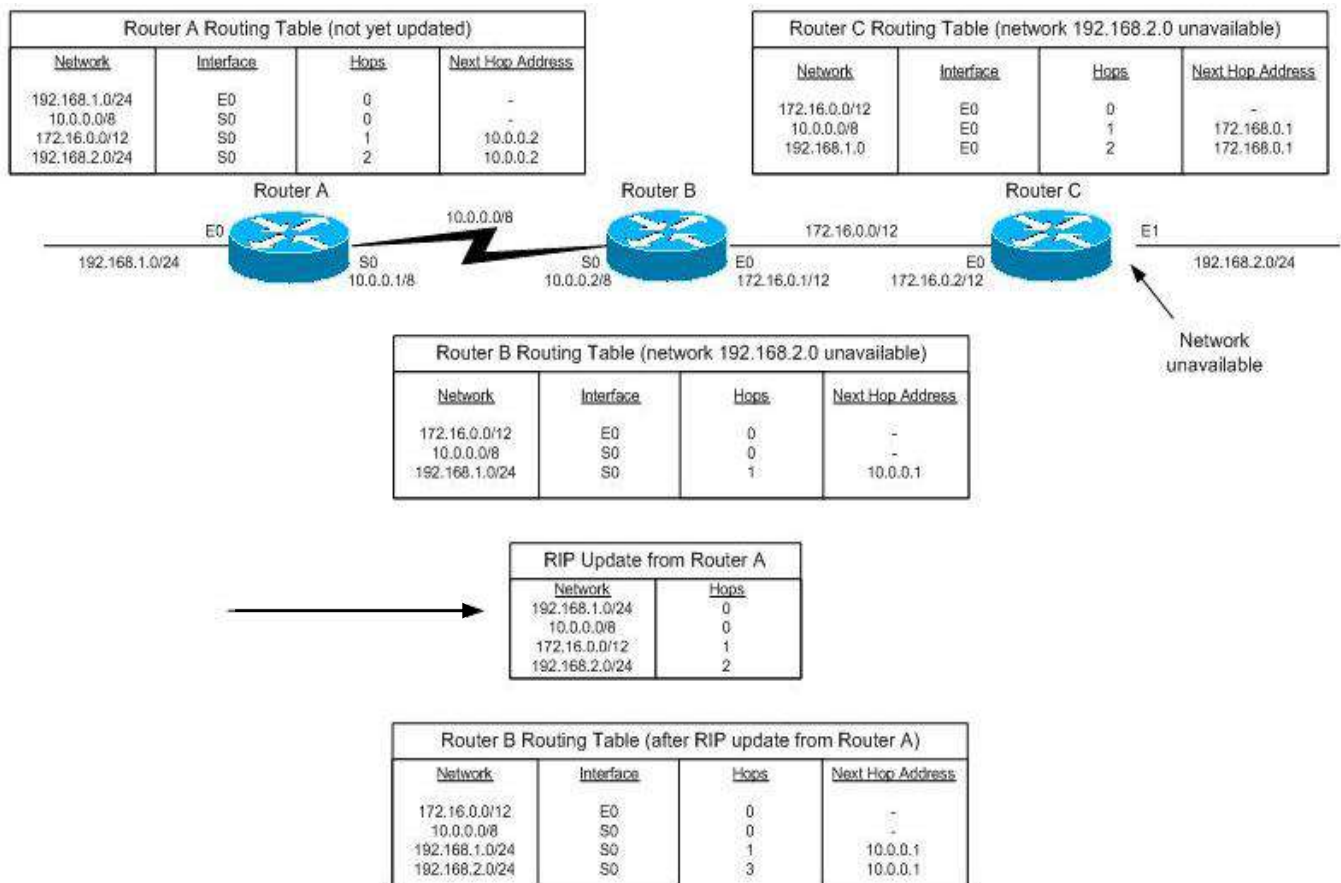 Router A Routing Table (not yet updated)
Network Interface Hops Next Hop Address
192.168.1.0/24 E0 0 -
10.0.0.0/8 S0 0 -
172.16.0.0/12 S0 1 10.0.0.2
192.168.2.0/24 S0 2 10.0.0.2
Router C Routing Table (network 192.168.2.0 unavailable)
Network Interface Hops Next Hop Address
172.16.0.0/12 E0 0 -
10.0.0.0/8 E0 1 172.168.0.1
192.168.1.0 E0 2 172.168.0.1
Router A
Router B
Router C
E0
10.0.0.0/8
172.16.0.0/12
E1
192.168.1.0/24
S0
10.0.0.1/8
S0
10.0.0.2/8
E0
172.16.0.1/12
E0
172.16.0.2/12
192.168.2.0/24
Network
unavailable
Router B Routing Table (network 192.168.2.0 unavailable)
Network Interface Hops Next Hop Address
172.16.0.0/12 E0 0 -
10.0.0.0/8 S0 0 -
192.168.1.0/24 S0 1 10.0.0.1
RIP Update from Router A
Network Hops
192.168.1.0/24 0
10.0.0.0/8 0
172.16.0.0/12 1
192.168.2.0/24 2
Router B Routing Table (after RIP update from Router A)
Network Interface Hops Next Hop Address
172.16.0.0/12 E0 0 -
10.0.0.0/8 S0 0 -
192.168.1.0/24 S0 1 10.0.0.1
192.168.2.0/24 S0 3 10.0.0.1